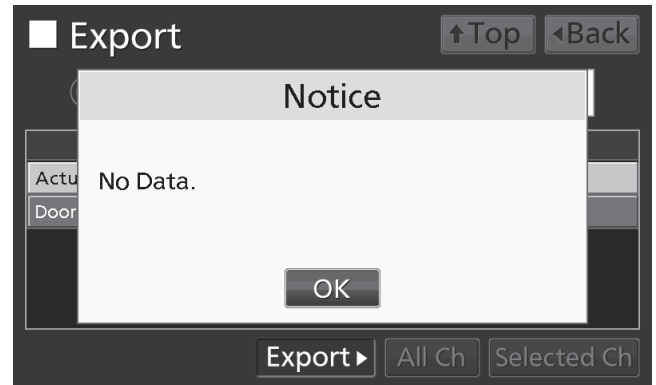 Export
↑Top
◂Back
Notice
Actu
No Data.
Door
OK
Export▸
All Ch
Selected Ch